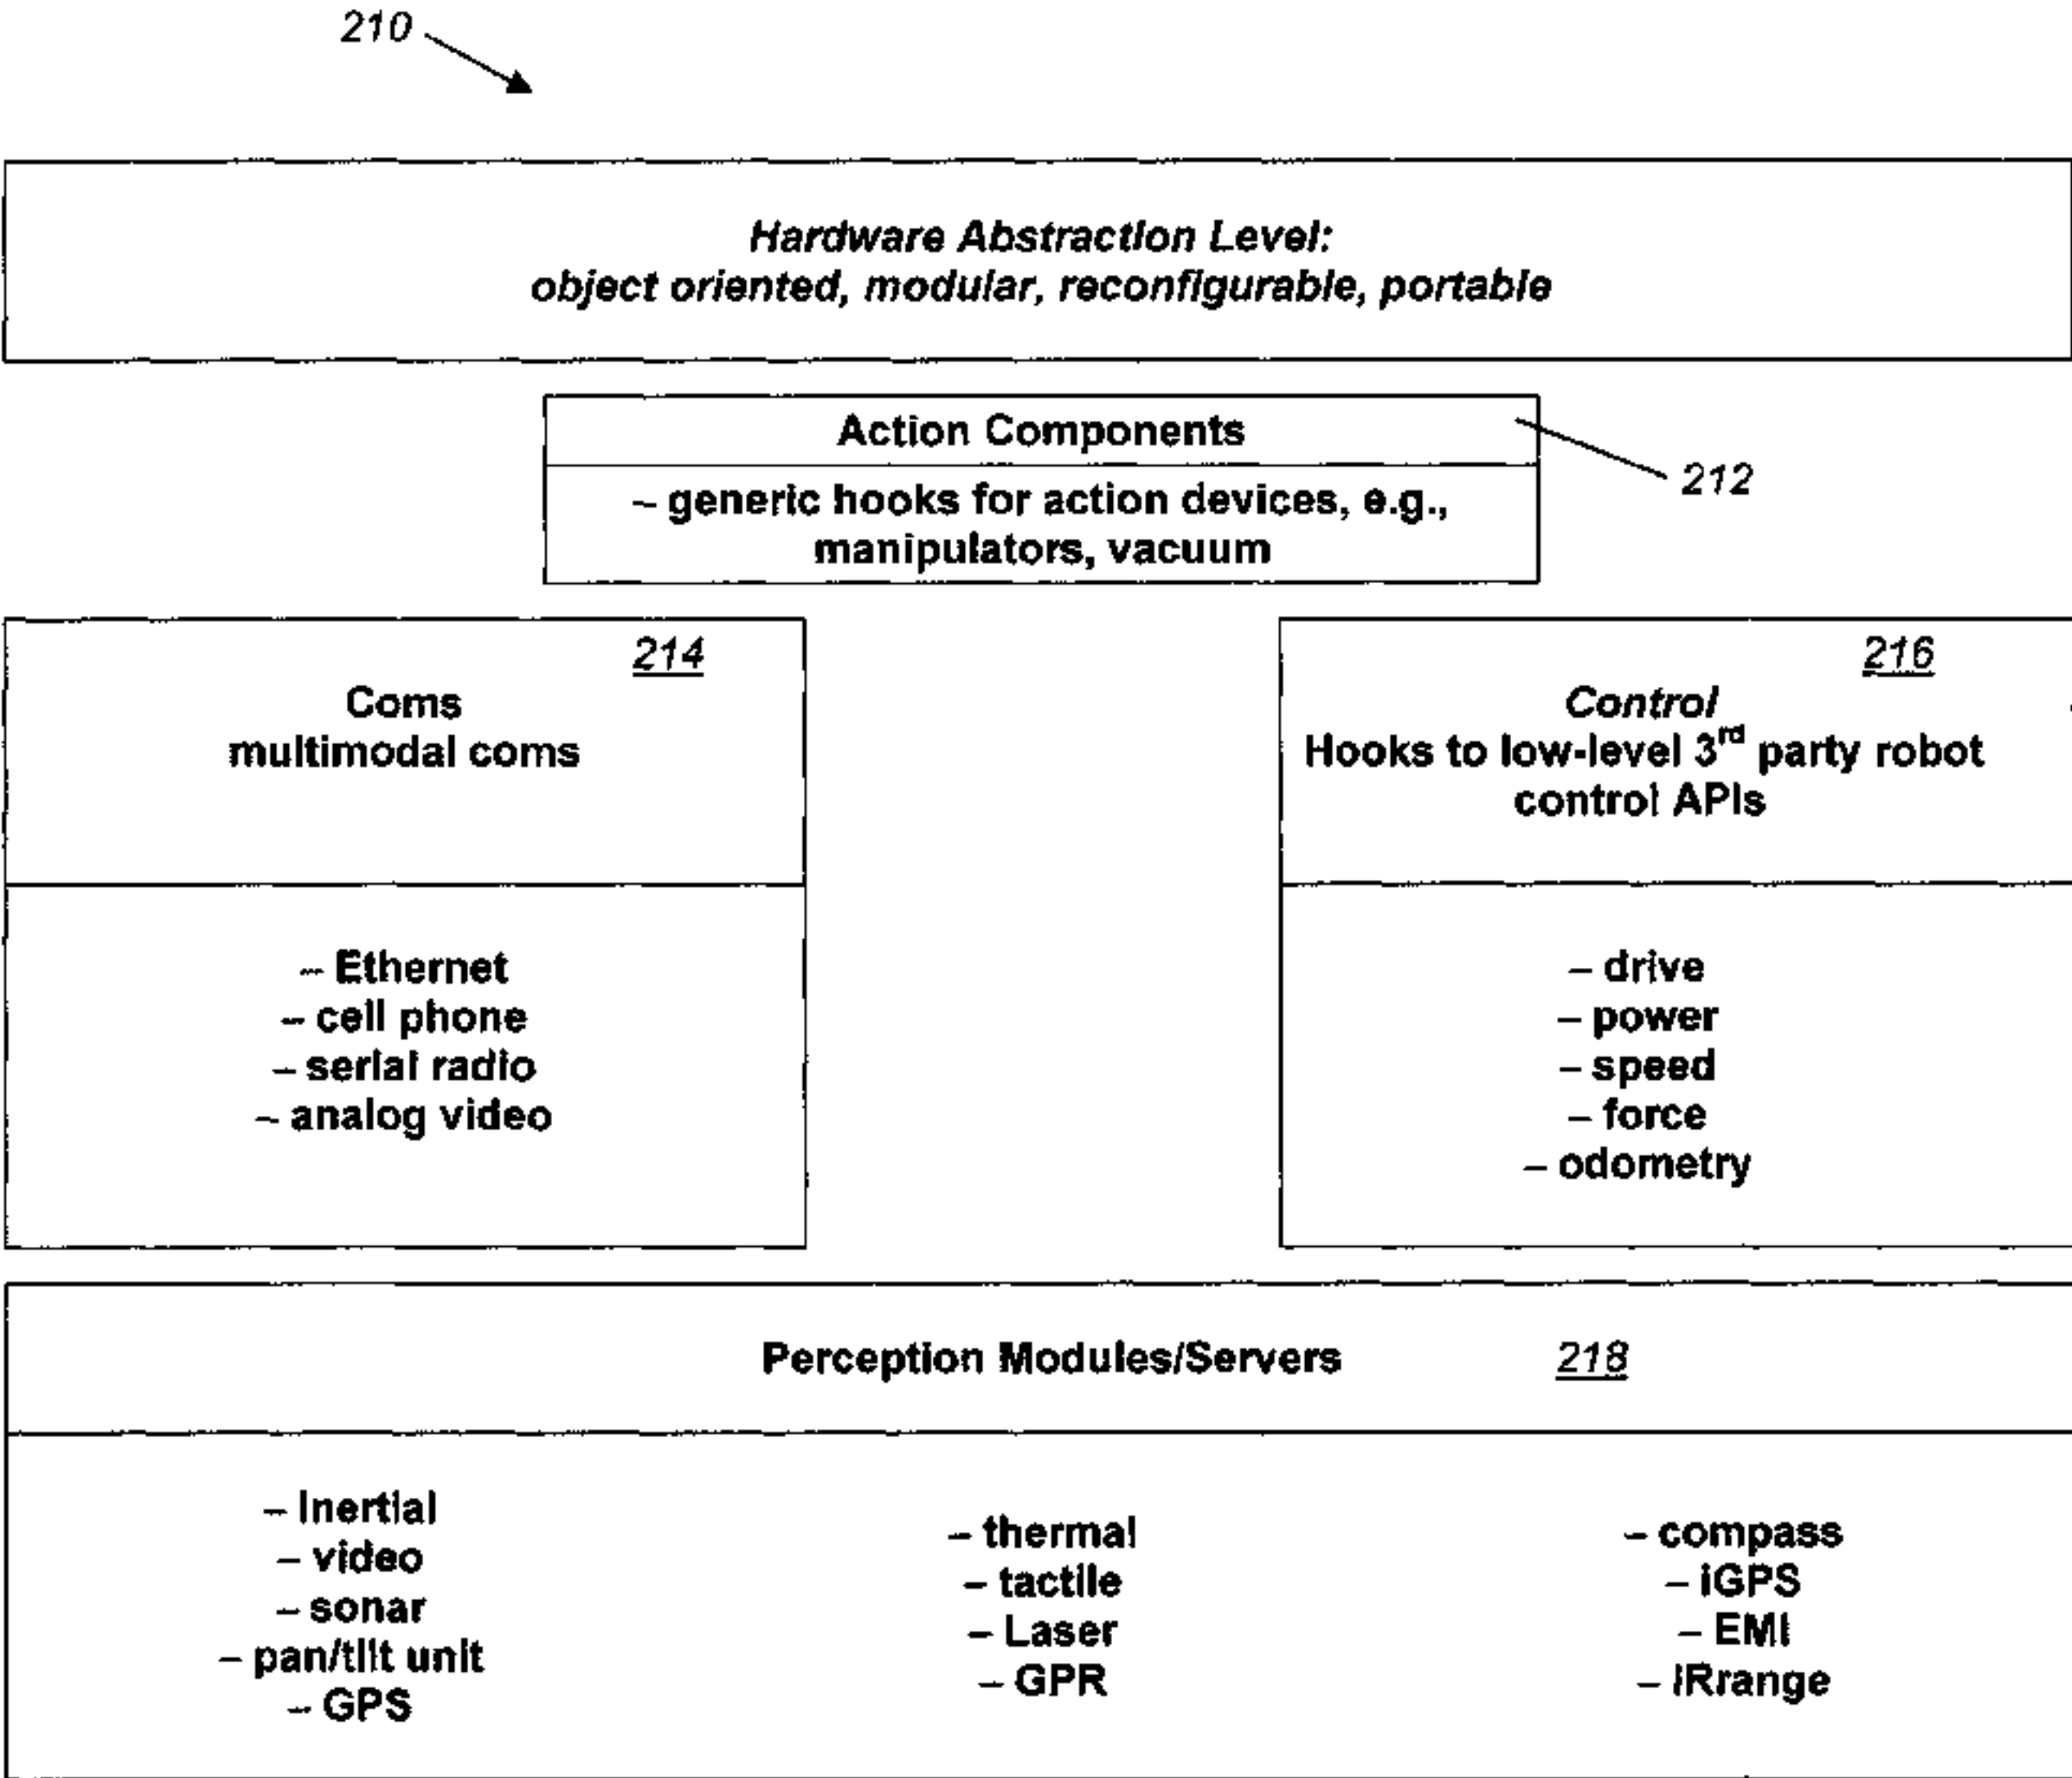 210
Hardware Abstraction Level:
object oriented, modular, reconfigurable, portable
Action Components
– generic hooks for action devices, e.g.,
manipulators, vacuum
212
214
Coms
multimodal coms
– Ethernet
– cell phone
– serial radio
– analog video
216
Control
Hooks to low-level 3rd party robot
control APIs
– drive
– power
– speed
– force
– odometry
Perception Modules/Servers 218
– Inertial
– video
– sonar
– pan/tilt unit
– GPS
– thermal
– tactile
– Laser
– GPR
– compass
– iGPS
– EMI
– IRrange